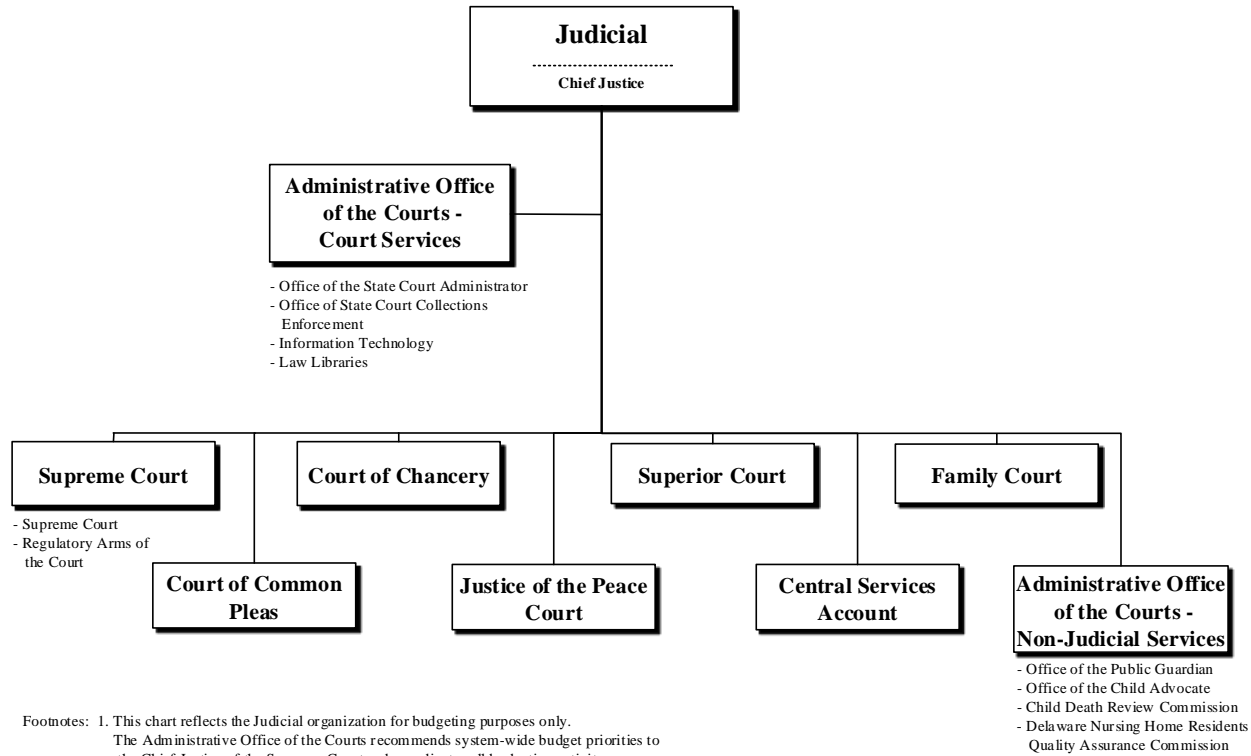 Judicial
Chief Justice
Administrative Office
of the Courts -
Court Services
- Office of the State Court Administrator
- Office of State Court Collections
Enforcement
- Information Technology
- Law Libraries
Supreme Court
- Supreme Court
- Regulatory Arms of
the Court
Court of Chancery
Superior Court
Family Court
Court of Common
Pleas
Justice of the Peace
Court
Central Services
Account
Administrative Office
of the Courts -
Non-Judicial Services
- Office of the Public Guardian
- Office of the Child Advocate
- Child Death Review Commission
- Delaware Nursing Home Residents
Quality Assurance Commission
Footnotes: 1. This chart reflects the Judicial organization for budgeting purposes only.
The Administrative Office of the Courts recommends system-wide budget priorities to